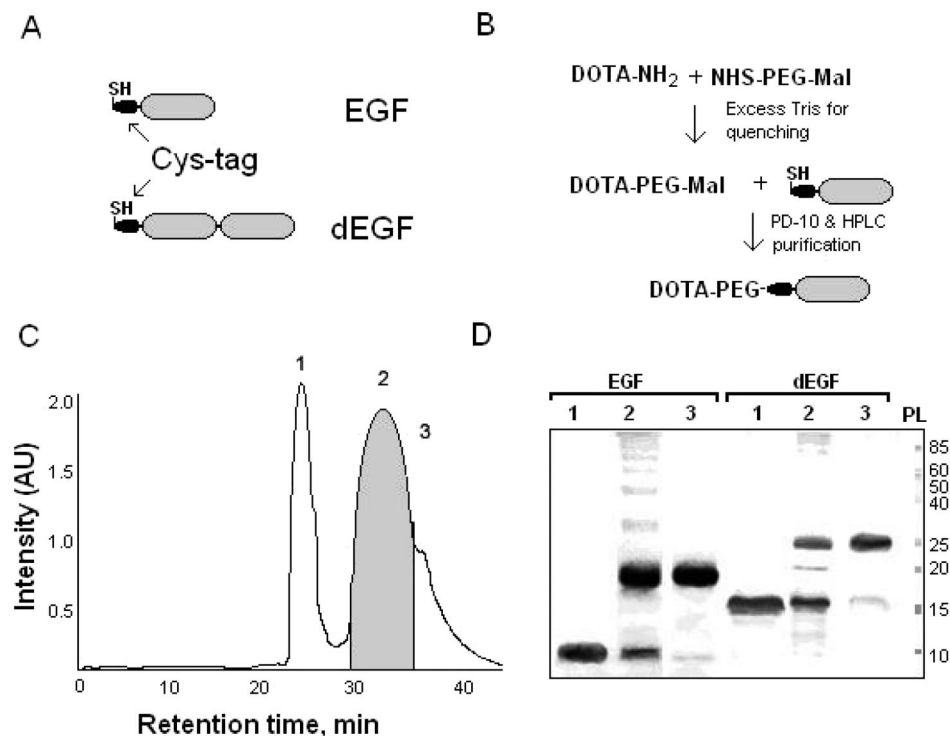 A
SH
EGF
Cys-tag
SH
dEGF
B
DOTA-NH2 + NHS-PEG-Mal
Excess Tris for
quenching
DOTA-PEG-Mal +
SH
PD-10 & HPLC
purification
DOTA-PEG-
C
1
2
3
2.0
1.5
1.0
0.5
Intensity (AU)
0 10 20 30 40
Retention time, min
D
EGF dEGF
1 2 3 1 2 3 PL
85
60
50
40
25
20
15
10